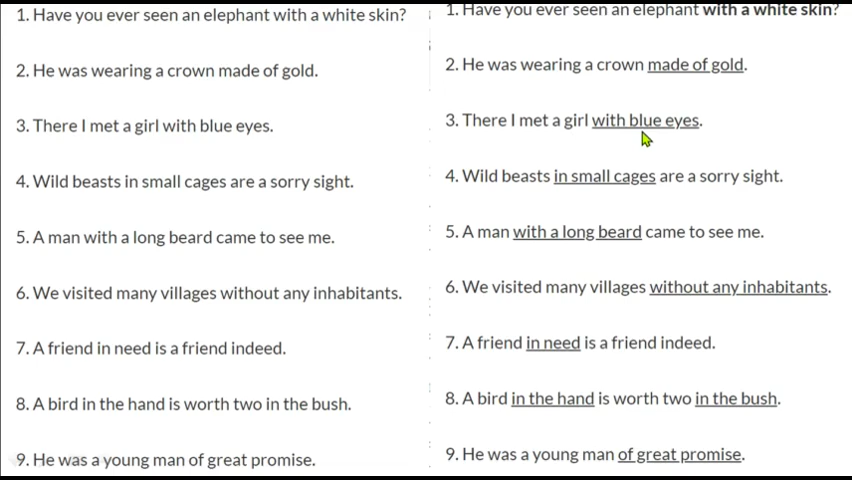 1. Have you ever seen an elephant with a white skin?
2. He was wearing a crown made of gold.
3. There I met a girl with blue eyes.
4. Wild beasts in small cages are a sorry sight.
5. A man with a long beard came to see me.
6. We visited many villages without any inhabitants.
7. A friend in need is a friend indeed.
8. A bird in the hand is worth two in the bush.
9. He was a young man of great promise.
1. Have you ever seen an elephant with a white skin?
2. He was wearing a crown made of gold.
3. There I met a girl with blue eyes.
4. Wild beasts in small cages are a sorry sight.
5. A man with a long beard came to see me.
6. We visited many villages without any inhabitants.
7. A friend in need is a friend indeed.
8. A bird in the hand is worth two in the bush.
9. He was a young man of great promise.